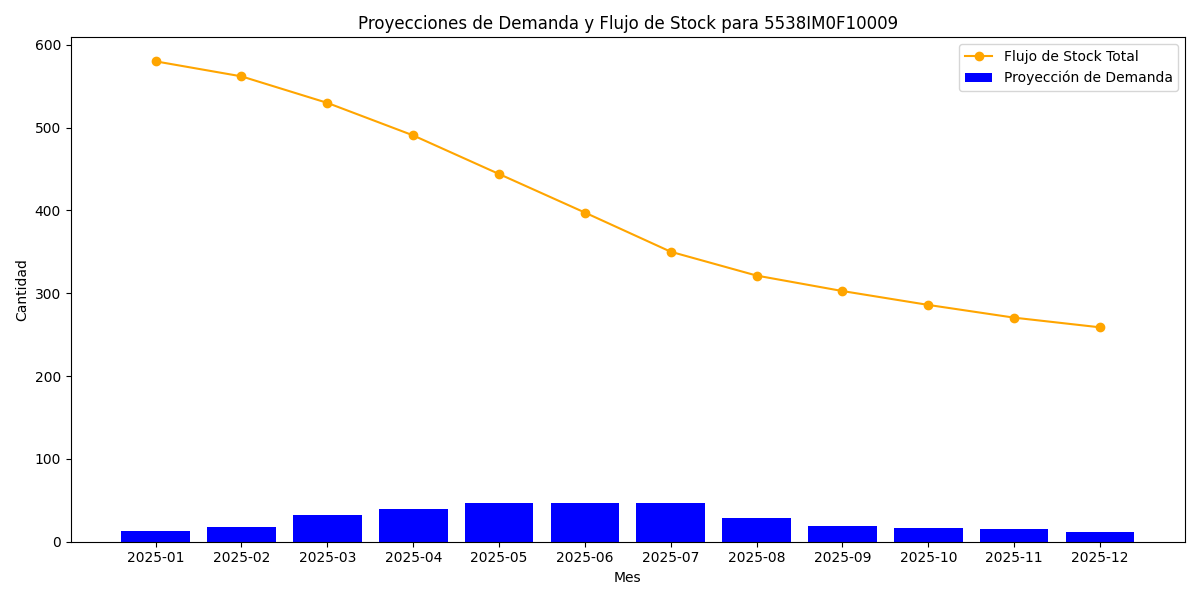 Proyecciones de Demanda y Flujo de Stock para 5538IM0F10009
Flujo de Stock Total
Proyección de Demanda
Cantidad
600
500
400
300
200
100
0
2025-01 2025-02 2025-03 2025-04 2025-05 2025-06 2025-07 2025-08 2025-09 2025-10 2025-11 2025-12
Mes